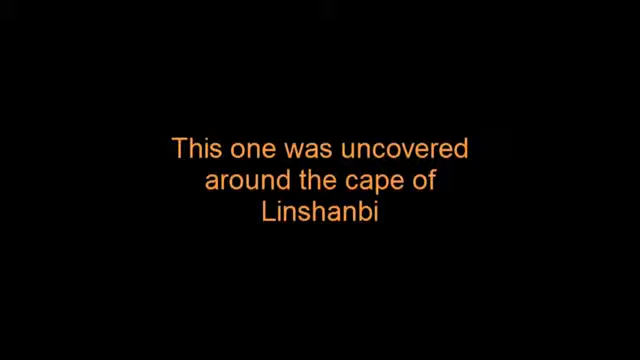 This one was uncovered
around the cape of
Linshanbi